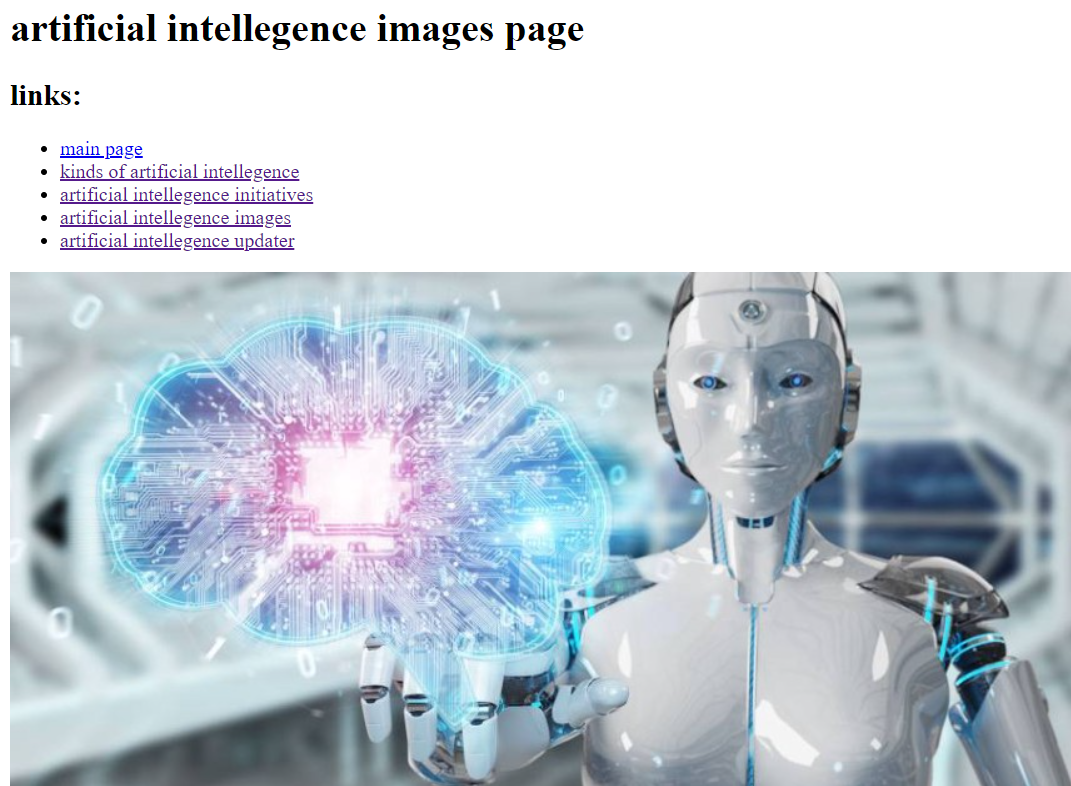 artificial intellegence images page
links:
main page
kinds of artificial intellegence
artificial intellegence initiatives
artificial intellegence images
artificial intellegence updater